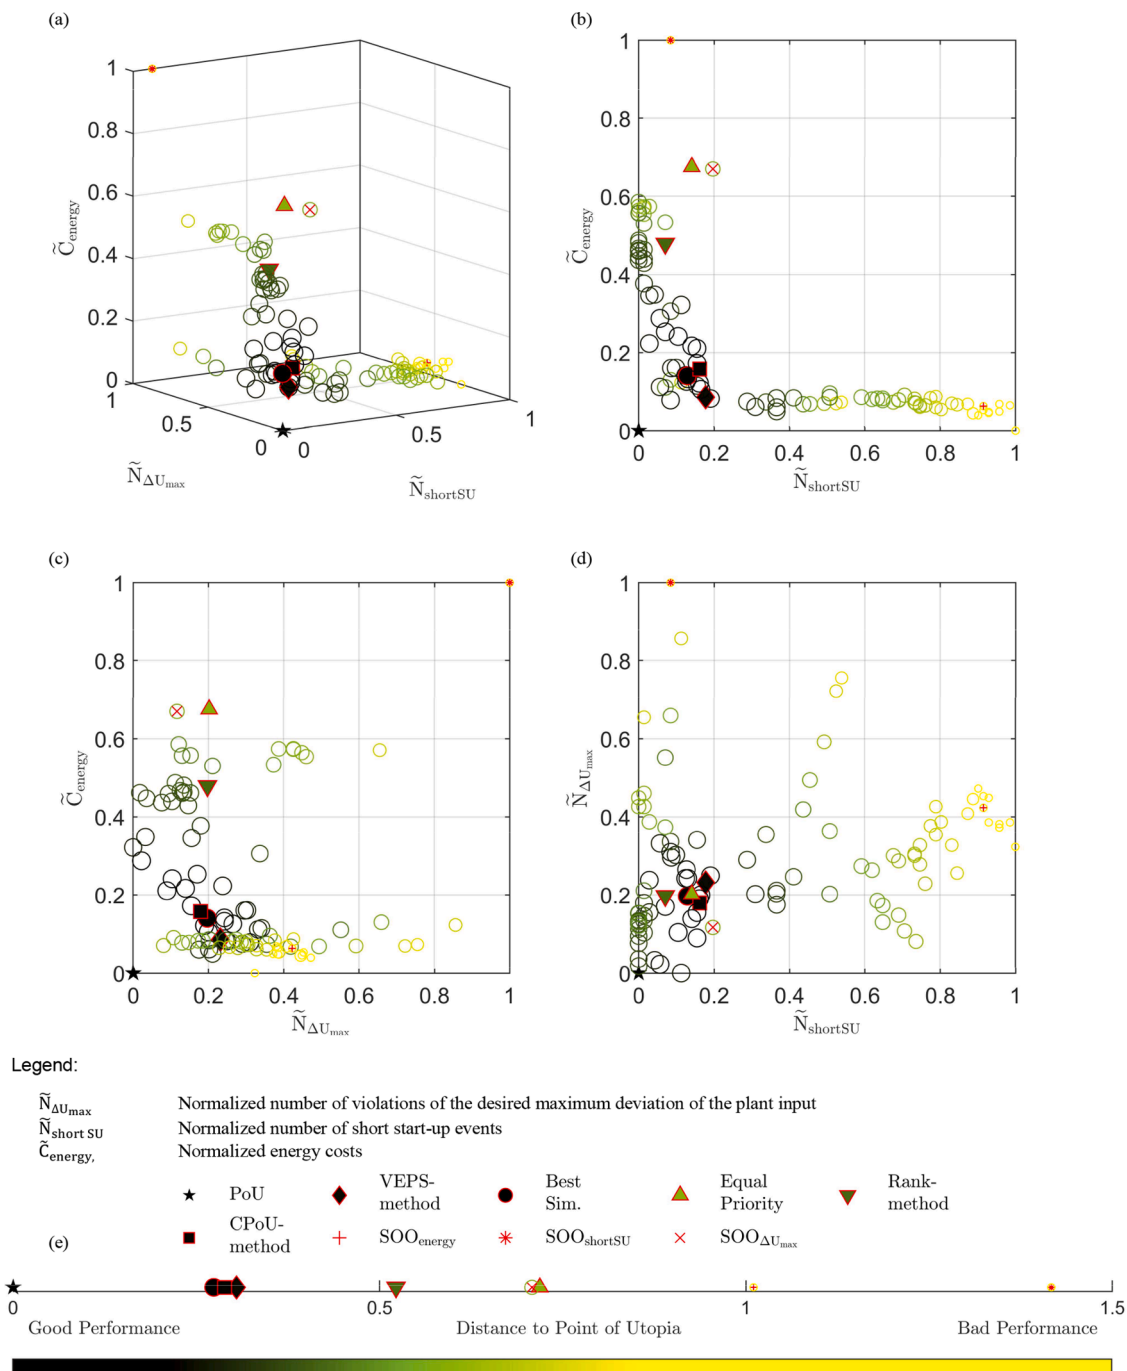 (a)
1
0.8
0.6
0.4
0.2
0
C̃energy
1
0.5
0
ÑΔUmax
0
0.5
1
ÑshortSU
(b)
1
0.8
0.6
0.4
0.2
0
C̃energy
0 0.2 0.4 0.6 0.8 1
ÑshortSU
(c)
1
0.8
0.6
0.4
0.2
0
C̃energy
0 0.2 0.4 0.6 0.8 1
ÑΔUmax
(d)
1
0.8
0.6
0.4
0.2
0
ÑΔUmax
0 0.2 0.4 0.6 0.8 1
ÑshortSU
Legend:
ÑΔUmax Normalized number of violations of the desired maximum deviation of the plant input
Ñshort SU Normalized number of short start-up events
C̃energy, Normalized energy costs
PoU
VEPS-
method
Best
Sim.
Equal
Priority
Rank-
method
CPoU-
method
SOOenergy
SOOshortSU
SOOΔUmax
(e)
0 0.5 1 1.5
Good Performance Distance to Point of Utopia Bad Performance